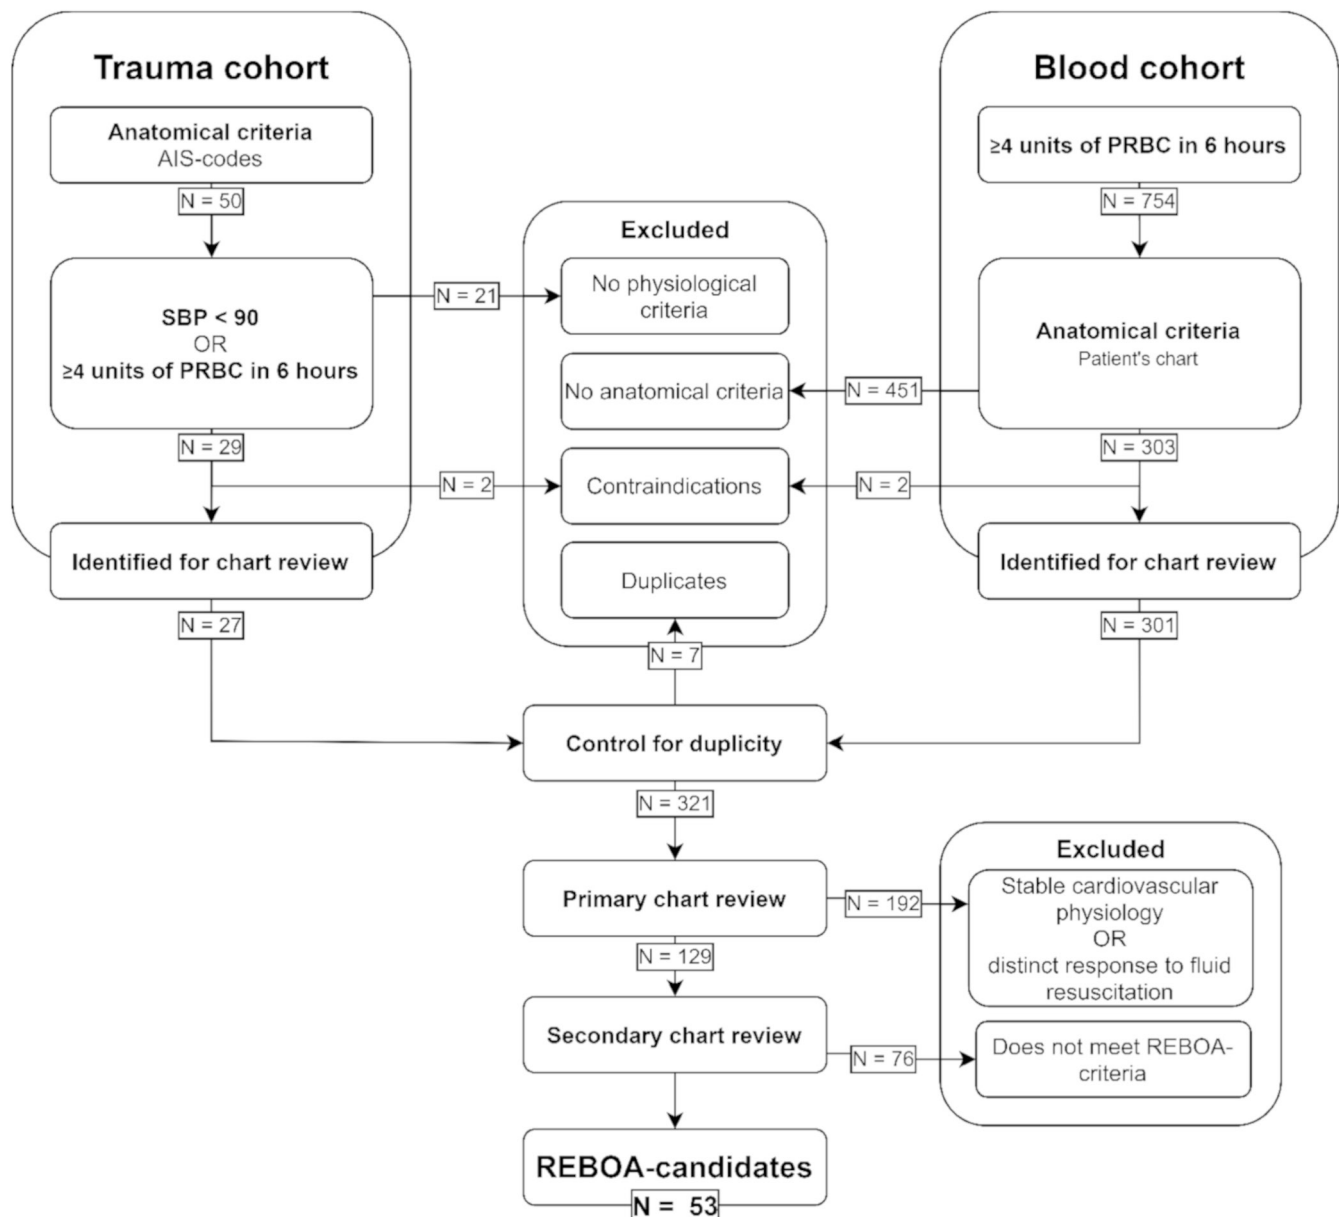 Trauma cohort
Anatomical criteria
AIS-codes
N = 50
SBP < 90
OR
≥4 units of PRBC in 6 hours
N = 29
Identified for chart review
N = 27
N = 21
N = 2
Excluded
No physiological
criteria
No anatomical criteria
Contraindications
Duplicates
N = 7
Blood cohort
≥4 units of PRBC in 6 hours
N = 754
Anatomical criteria
Patient's chart
N = 451
N = 303
N = 2
Identified for chart review
N = 301
Control for duplicity
N = 321
Primary chart review
N = 192
N = 129
Secondary chart review
N = 76
Excluded
Stable cardiovascular
physiology
OR
distinct response to fluid
resuscitation
Does not meet REBOA-
criteria
REBOA-candidates
N = 53